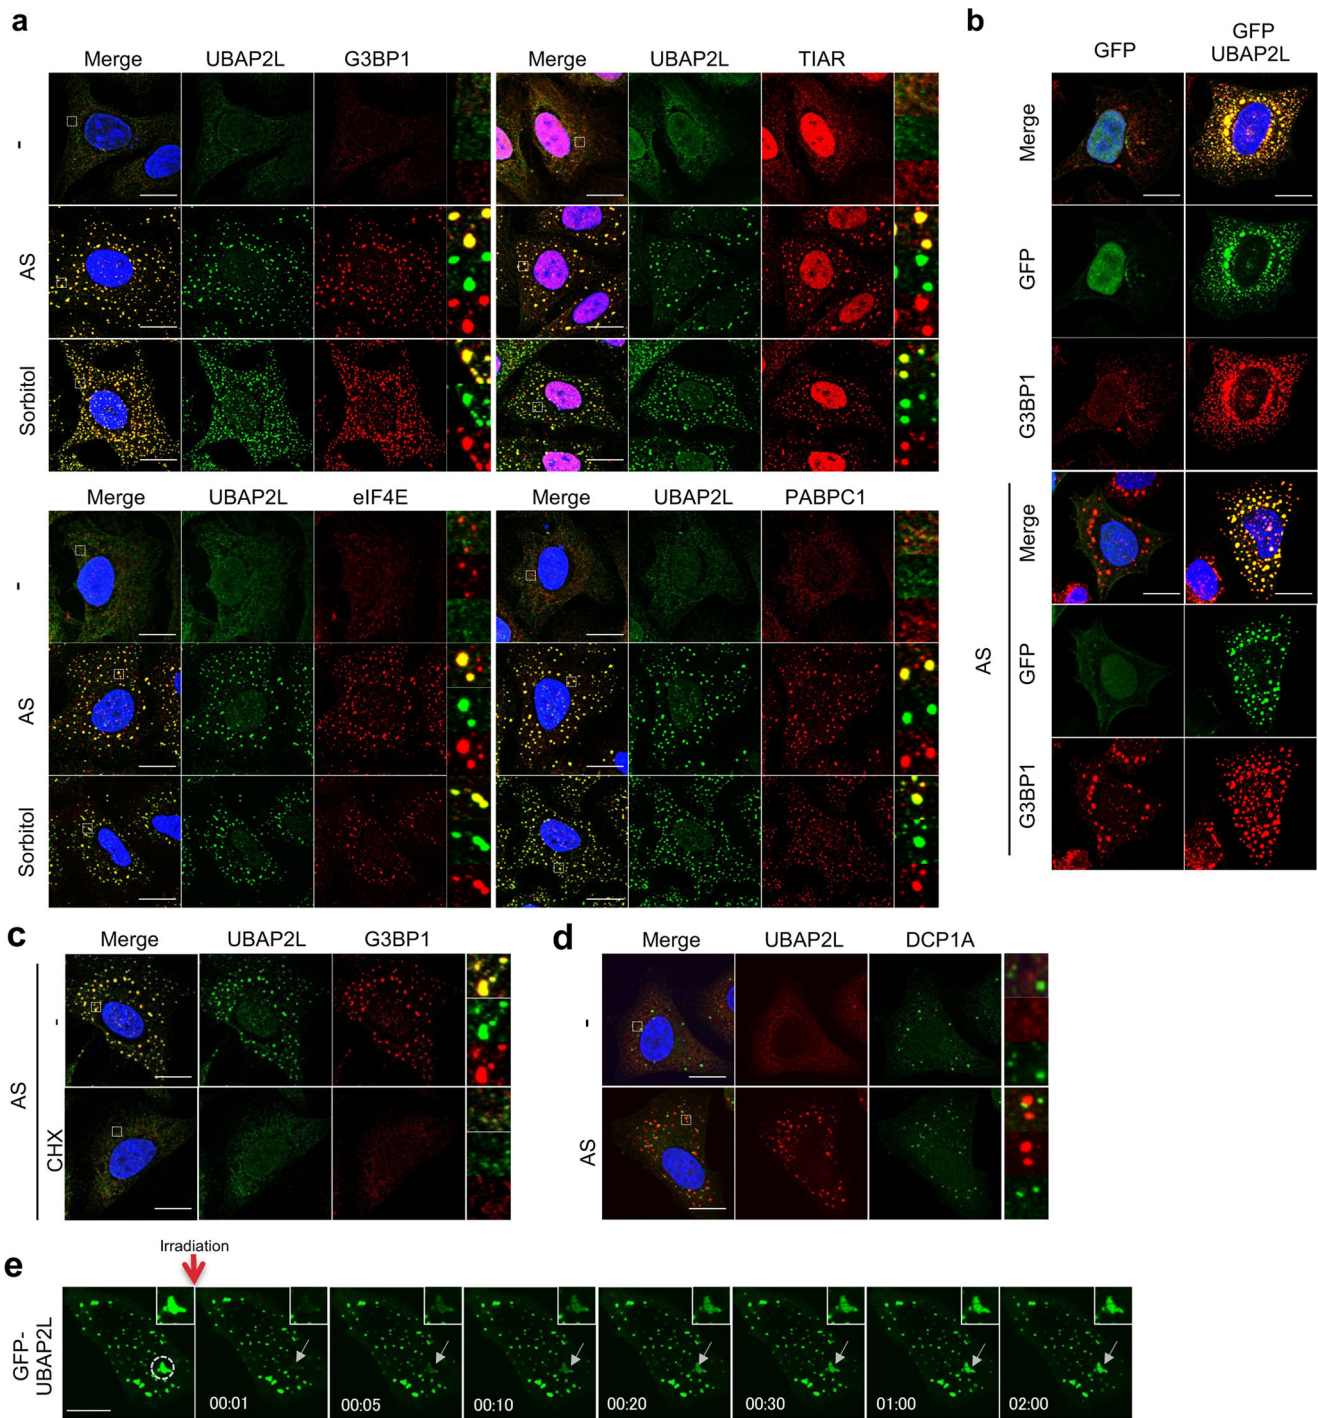 a
Merge UBAP2L G3BP1 Merge UBAP2L TIAR
-
AS
Sorbitol
Merge UBAP2L eIF4E Merge UBAP2L PABPC1
-
AS
Sorbitol
b
GFP
GFP
UBAP2L
Merge
GFP
G3BP1
AS
Merge
GFP
G3BP1
c
Merge UBAP2L G3BP1
AS
-
CHX
d
Merge UBAP2L DCP1A
-
AS
e
Irradiation
GFP-
UBAP2L
00:01 00:05 00:10 00:20 00:30 01:00 02:00